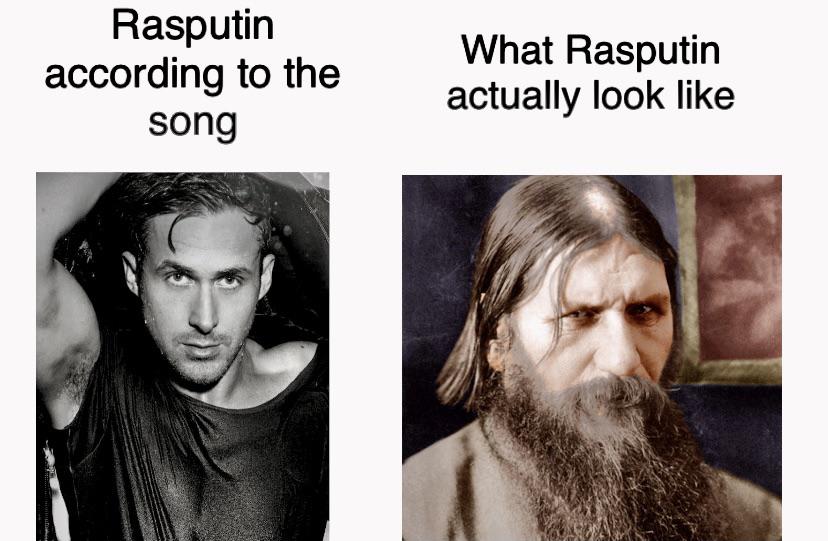 Rasputin
according to the
song
What Rasputin
actually look like